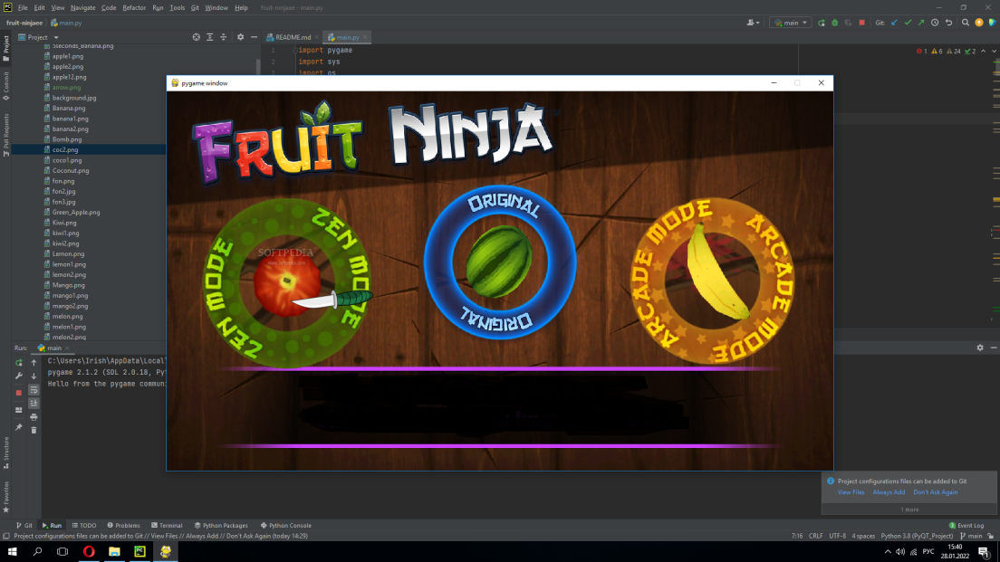 File Edit View Navigate Code Refactor Run Tools Git Window Help fruit-ninjaee - main.py
fruit-ninjaee main.py
main
Git:
Project
README.md
main.py
5seconds_Banana.png
apple1.png
apple2.png
apple12.png
arrow.png
background.jpg
Banana.png
banana1.png
banana2.png
Bomb.png
coc2.png
coco1.png
Coconut.png
fon.png
fon2.jpg
fon3.jpg
Green_Apple.png
Kiwi.png
kiwi1.png
kiwi2.png
Lemon.png
lemon1.png
lemon2.png
Mango.png
mango1.png
mango2.png
melon.png
melon1.png
melon2.png
1 import pygame
2 import sys
3 import os
1 6 24 2
Project
Commit
Pull Requests
Structure
Favorites
pygame window
FRUIT NINJA
ZEN MODE
ZEN MODE
SOFTPEDIA
ORIGINAL
ORIGINAL
ARCADE MODE
ARCADE MODE
Run: main
C:\Users\Irish\AppData\Local\
pygame 2.1.2 (SDL 2.0.18, Py
Hello from the pygame communi
Project configurations files can be added to Git
View Files Always Add Don't Ask Again
1 more
Git Run TODO Problems Terminal Python Packages Python Console
Event Log
Project configurations files can be added to Git // View Files // Always Add // Don't Ask Again (today 14:29)
7:16 CRLF UTF-8 4 spaces Python 3.8 (PyQT_Project) main
РУС
15:40
28.01.2022